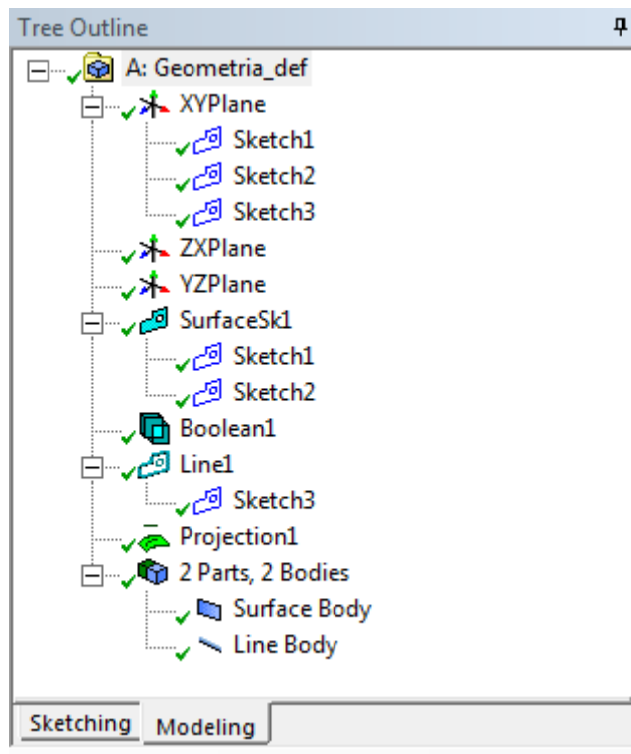 Tree Outline
A: Geometria_def
XYPlane
Sketch1
Sketch2
Sketch3
ZXPlane
YZPlane
SurfaceSk1
Sketch1
Sketch2
Boolean1
Line1
Sketch3
Projection1
2 Parts, 2 Bodies
Surface Body
Line Body
Sketching Modeling